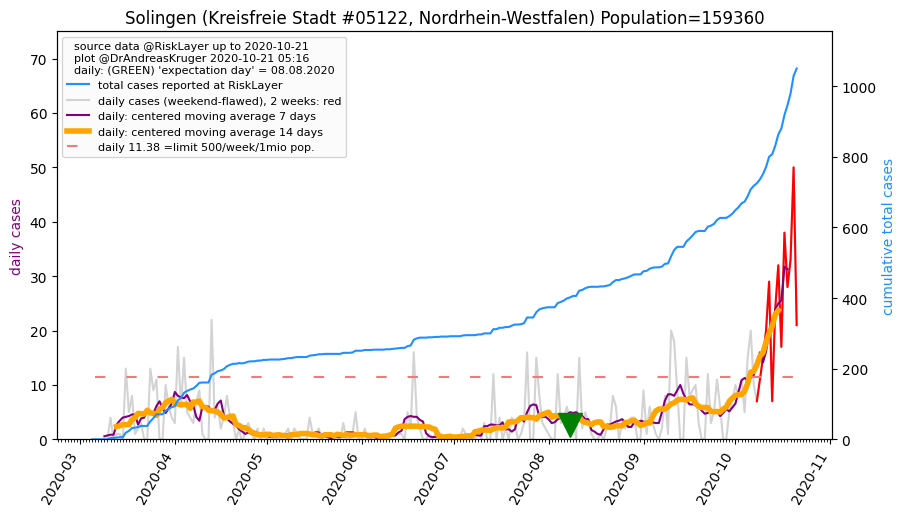 Solingen (Kreisfreie Stadt #05122, Nordrhein-Westfalen) Population=159360
source data @RiskLayer up to 2020-10-21
plot @DrAndreasKruger 2020-10-21 05:16
daily: (GREEN) 'expectation day' = 08.08.2020
total cases reported at RiskLayer
daily cases (weekend-flawed), 2 weeks: red
daily: centered moving average 7 days
daily: centered moving average 14 days
daily 11.38 =limit 500/week/1mio pop.
daily cases
70
60
50
40
30
20
10
0
cumulative total cases
1000
800
600
400
200
0
2020-03
2020-04
2020-05
2020-06
2020-07
2020-08
2020-09
2020-10
2020-11